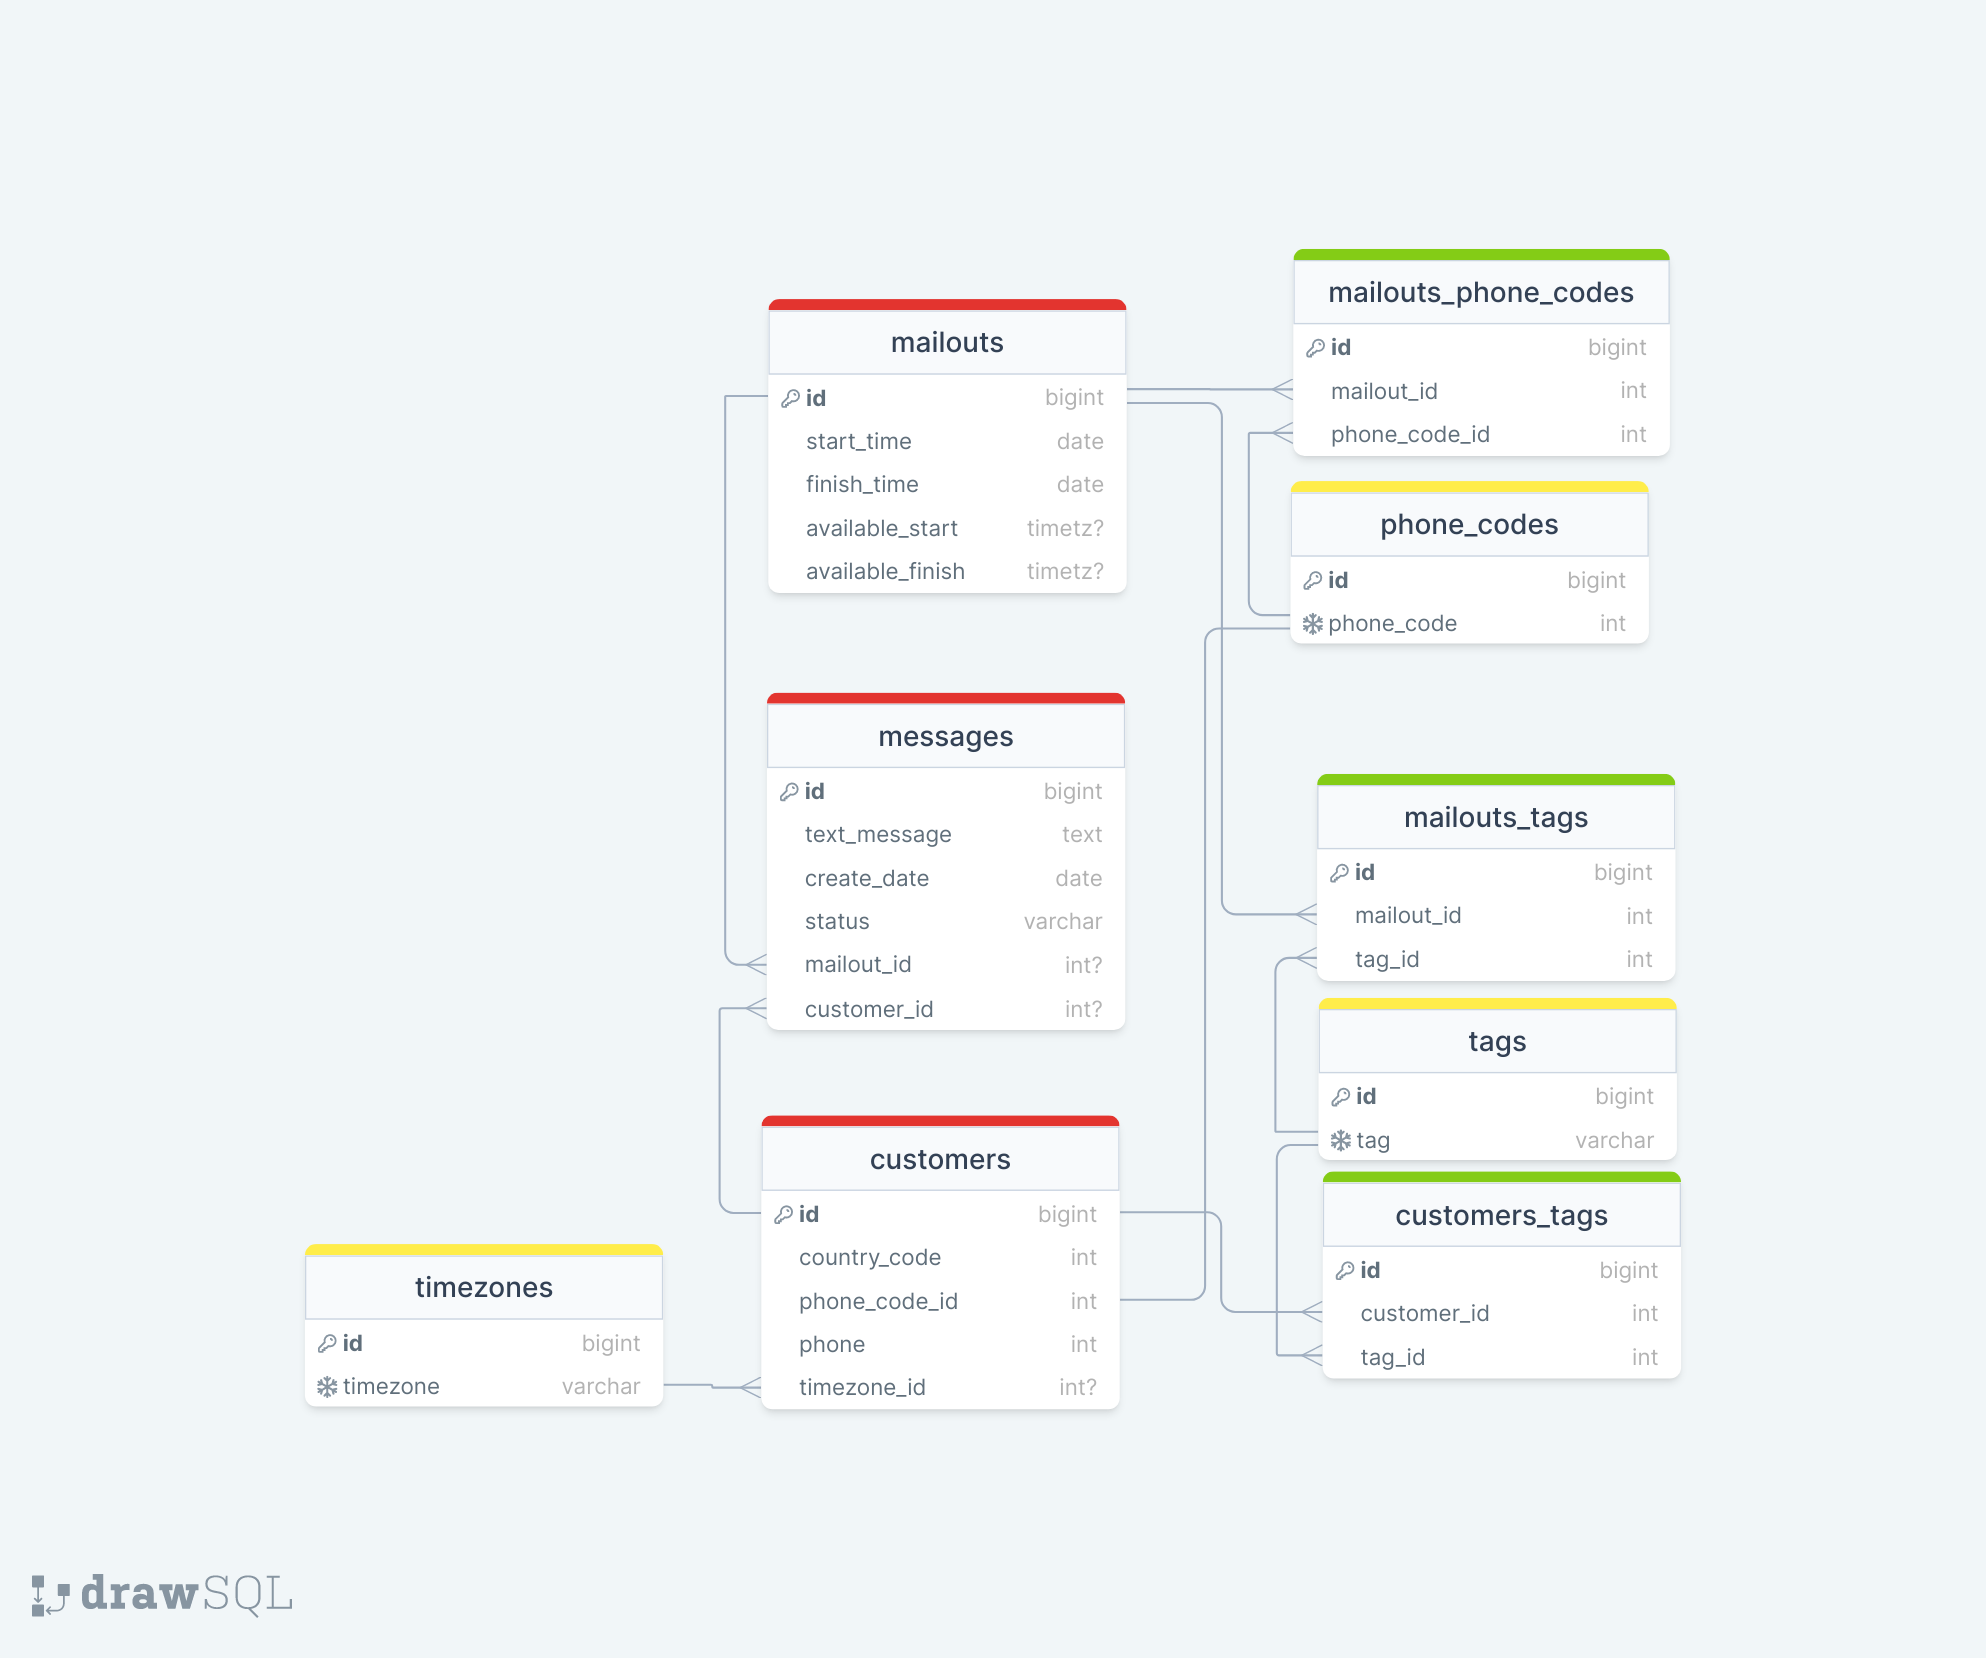 mailouts
id bigint
start_time date
finish_time date
available_start timetz?
available_finish timetz?
mailouts_phone_codes
id bigint
mailout_id int
phone_code_id int
phone_codes
id bigint
phone_code int
messages
id bigint
text_message text
create_date date
status varchar
mailout_id int?
customer_id int?
mailouts_tags
id bigint
mailout_id int
tag_id int
tags
id bigint
tag varchar
customers
id bigint
country_code int
phone_code_id int
phone int
timezone_id int?
customers_tags
id bigint
customer_id int
tag_id int
timezones
id bigint
timezone varchar
drawSQL